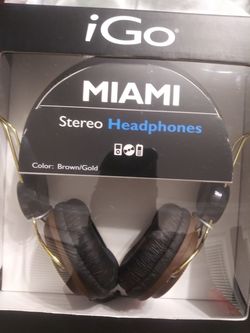 iGo®
MIAMI
Stereo Headphones
Color: Brown/Gold